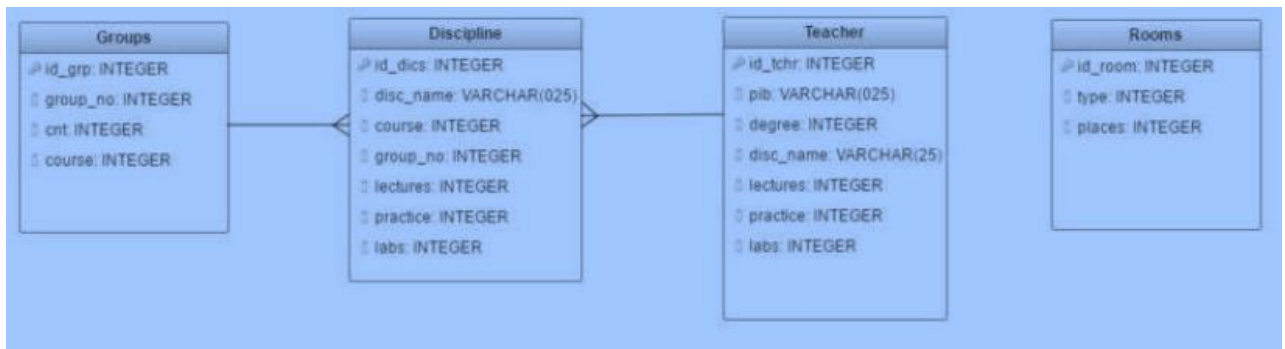 Groups
id_grp: INTEGER
group_no: INTEGER
cnt: INTEGER
course: INTEGER
Discipline
id_dics: INTEGER
disc_name: VARCHAR(025)
course: INTEGER
group_no: INTEGER
lectures: INTEGER
practice: INTEGER
labs: INTEGER
Teacher
id_tchr: INTEGER
pib: VARCHAR(025)
degree: INTEGER
disc_name: VARCHAR(25)
lectures: INTEGER
practice: INTEGER
labs: INTEGER
Rooms
id_room: INTEGER
type: INTEGER
places: INTEGER